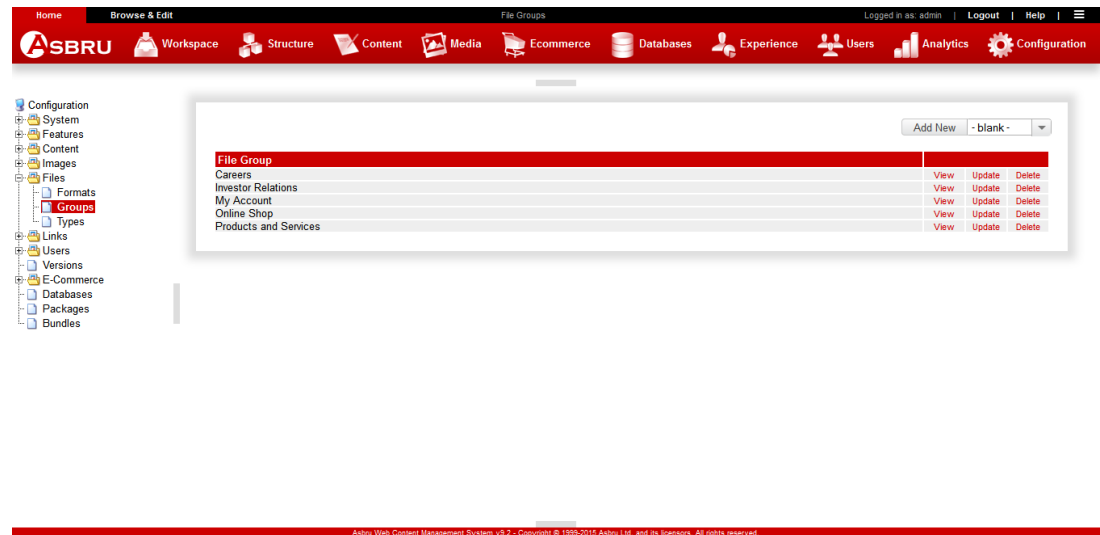 Home Browse & Edit File Groups Logged in as: admin | Logout | Help |
ASBRU Workspace Structure Content Media Ecommerce Databases Experience Users Analytics Configuration
Configuration
System
Features
Content
Images
Files
Formats
Groups
Types
Links
Users
Versions
E-Commerce
Databases
Packages
Bundles
Add New - blank -
File Group
Careers View Update Delete
Investor Relations View Update Delete
My Account View Update Delete
Online Shop View Update Delete
Products and Services View Update Delete
Asbru Web Content Management System v9.2 - Copyright © 1999-2015 Asbru Ltd. and its licensors. All rights reserved.